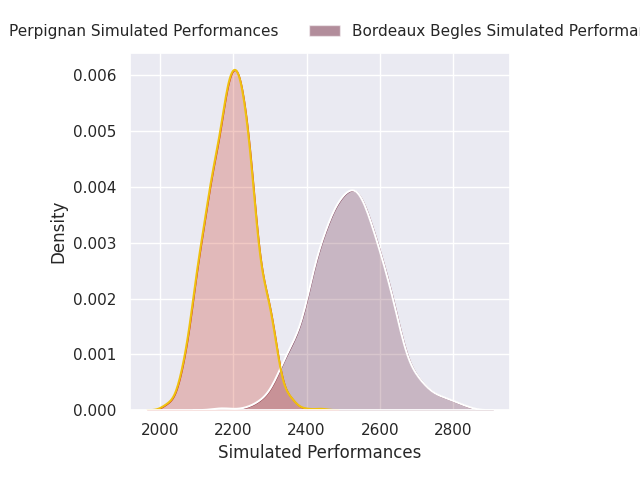 Perpignan Simulated Performances
Bordeaux Begles Simulated Performa
0.006
0.005
0.004
0.003
0.002
0.001
0.000
Density
2000 2200 2400 2600 2800
Simulated Performances